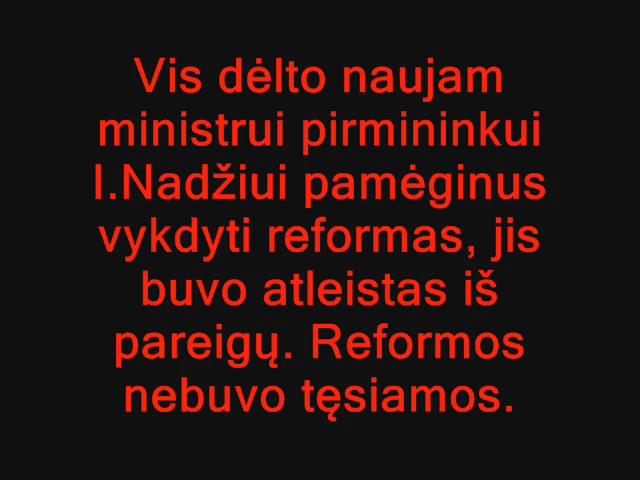 Vis dėlto naujam
ministrui pirmininkui
I.Nadžiui pamėginus
vykdyti reformas, jis
buvo atleistas iš
pareigų. Reformos
nebuvo tęsiamos.